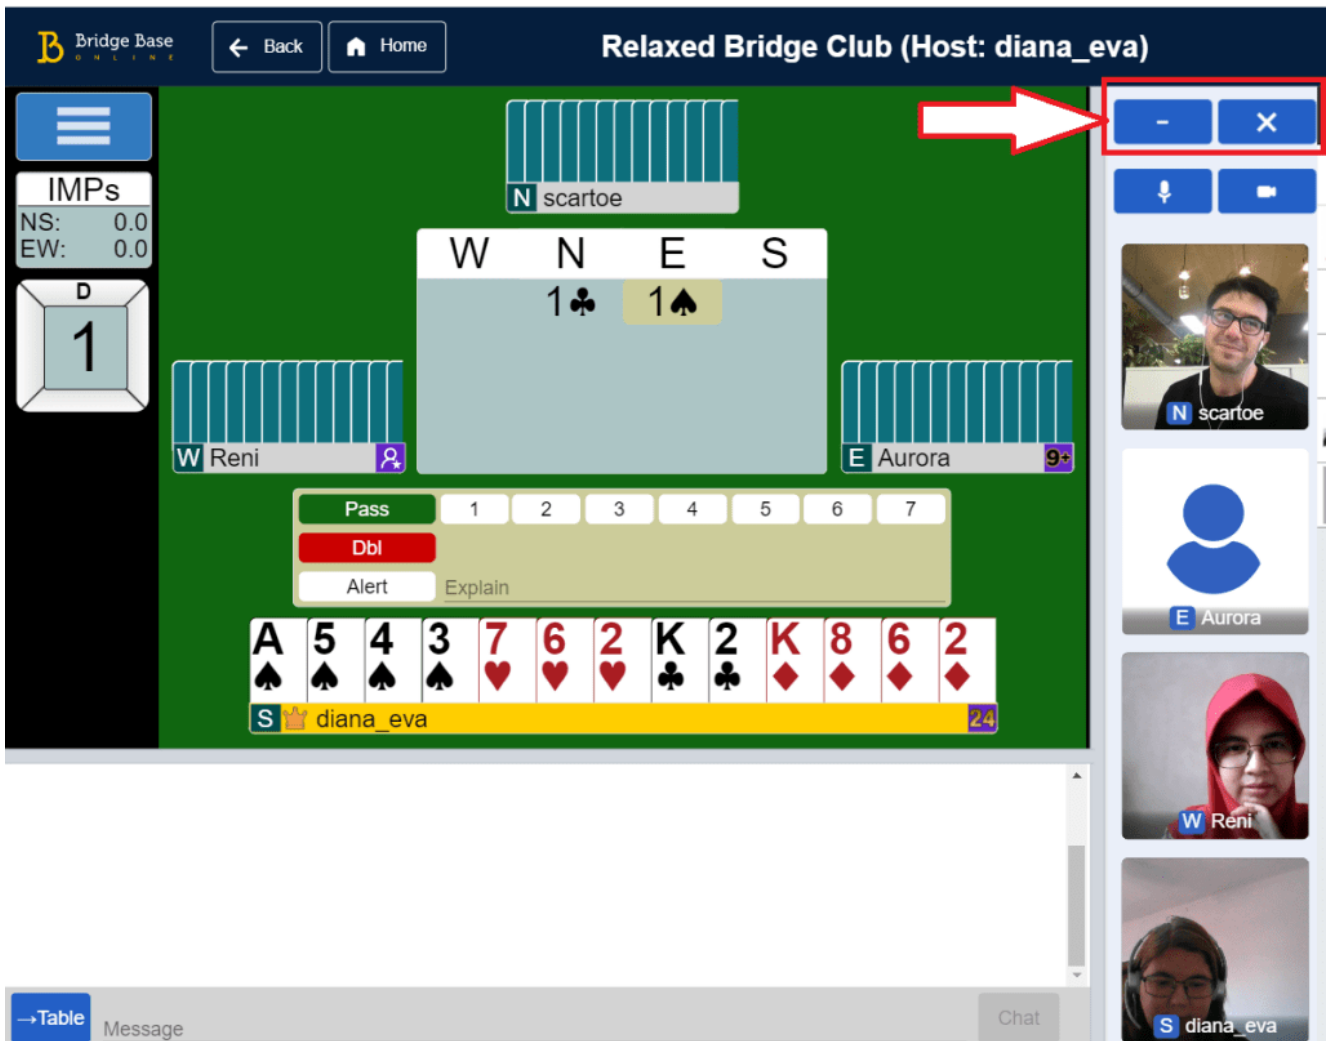 Bridge Base
ONLINE
Back
Home
Relaxed Bridge Club (Host: diana_eva)
IMPs
NS: 0.0
EW: 0.0
D
1
N scartoe
W N E S
1♣ 1♠
W Reni
E Aurora 9+
Pass 1 2 3 4 5 6 7
Dbl
Alert Explain
A 5 4 3 7 6 2 K 2 K 8 6 2
♠ ♠ ♠ ♠ ♥ ♥ ♥ ♣ ♣ ♦ ♦ ♦ ♦
S diana_eva 24
N scartoe
E Aurora
W Reni
S diana_eva
→Table Message Chat